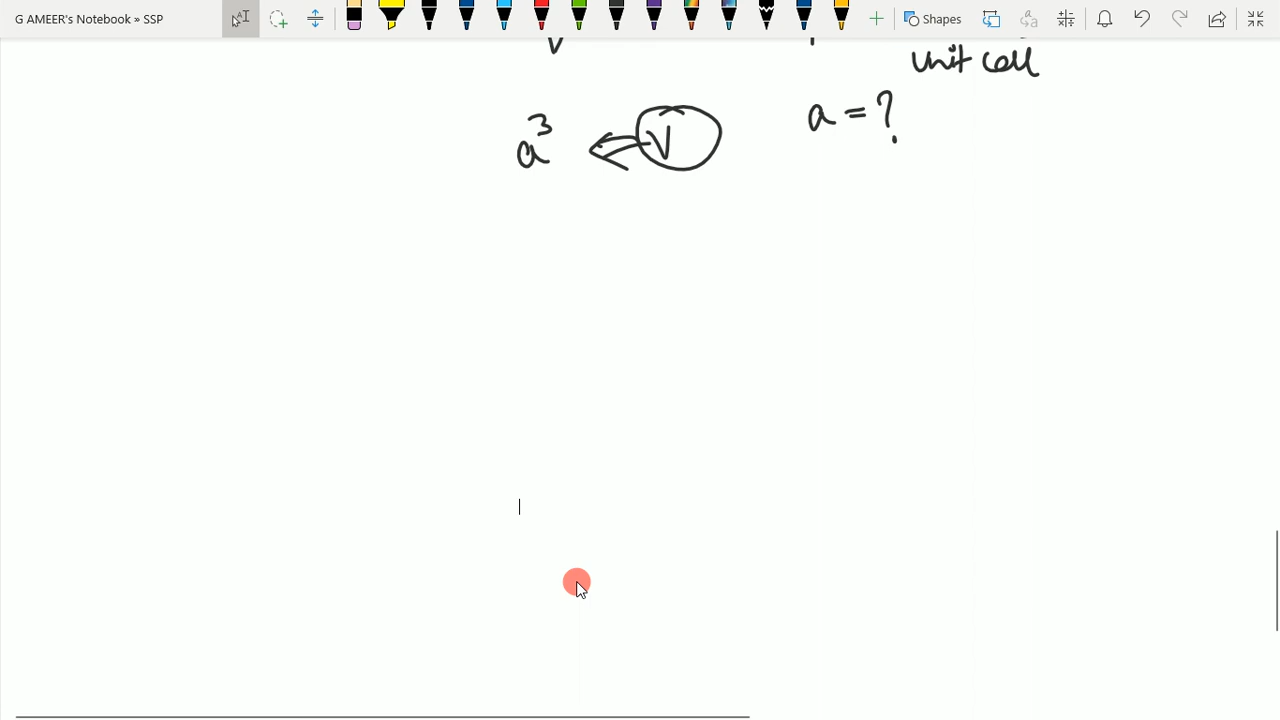 G AMEER's Notebook » SSP
Shapes
unit cell
a = ?
a³ ⇐ V